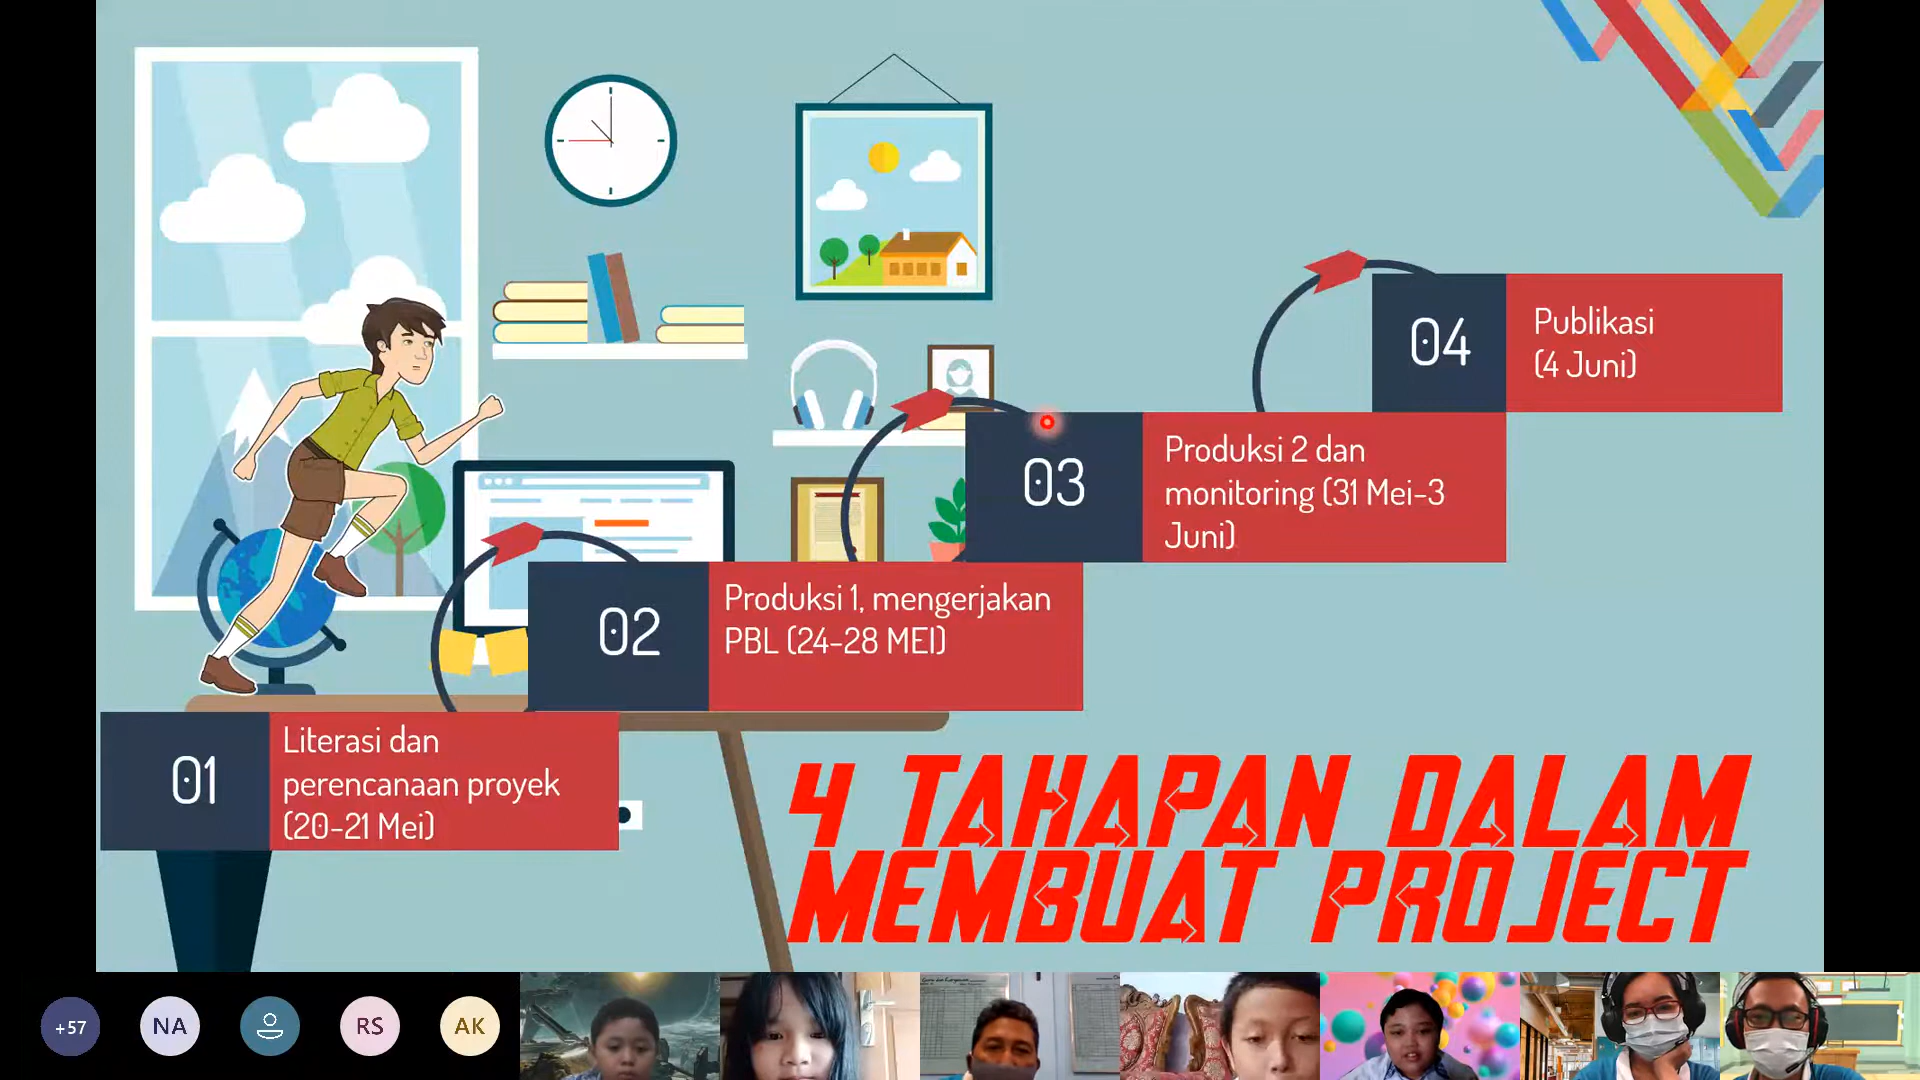 04
Publikasi
(4 Juni)
03
Produksi 2 dan
monitoring (31 Mei-3
Juni)
02
Produksi 1, mengerjakan
PBL (24-28 MEI)
01
Literasi dan
perencanaan proyek
(20-21 Mei)
4 TAHAPAN DALAM
MEMBUAT PROJECT
+57
NA
RS
AK